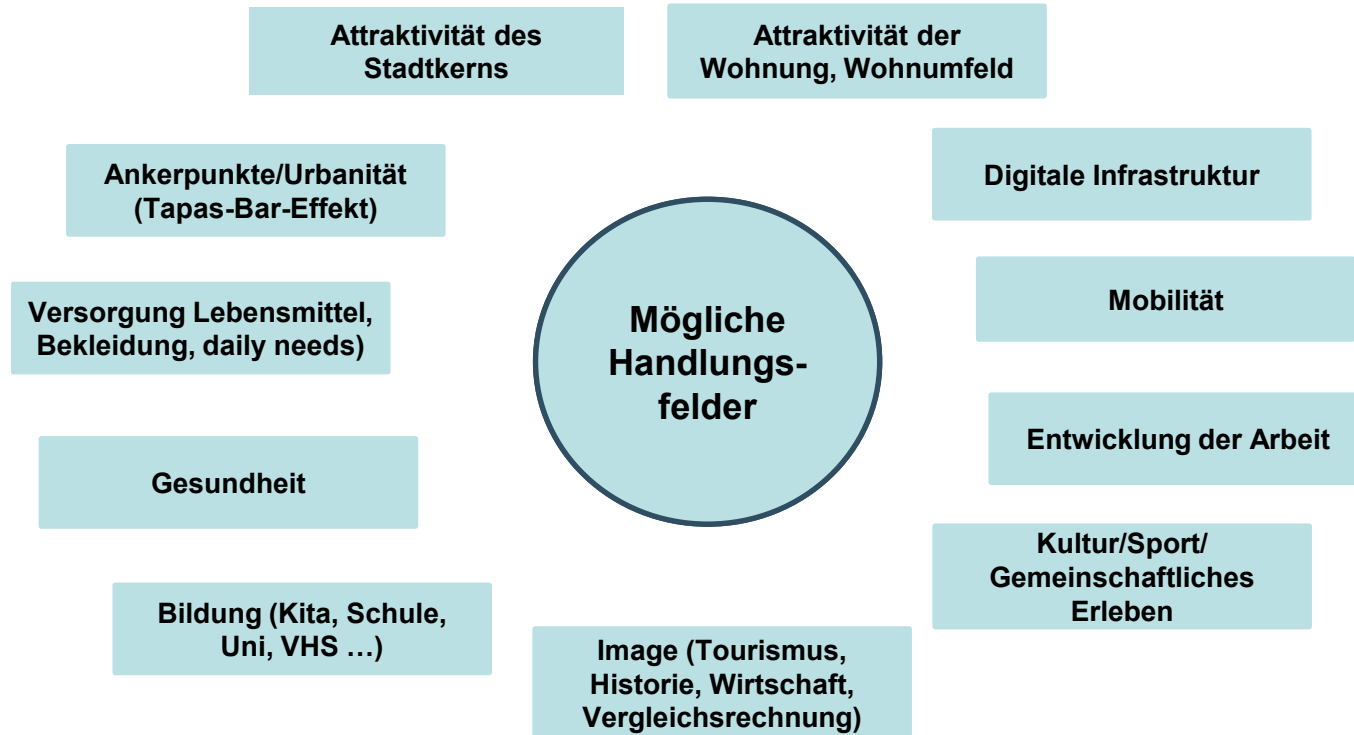 Attraktivität des
Stadtkerns
Attraktivität der
Wohnung, Wohnumfeld
Ankerpunkte/Urbanität
(Tapas-Bar-Effekt)
Digitale Infrastruktur
Versorgung Lebensmittel,
Bekleidung, daily needs)
Mobilität
Mögliche
Handlungs-
felder
Gesundheit
Entwicklung der Arbeit
Kultur/Sport/
Gemeinschaftliches
Erleben
Bildung (Kita, Schule,
Uni, VHS …)
Image (Tourismus,
Historie, Wirtschaft,
Vergleichsrechnung)